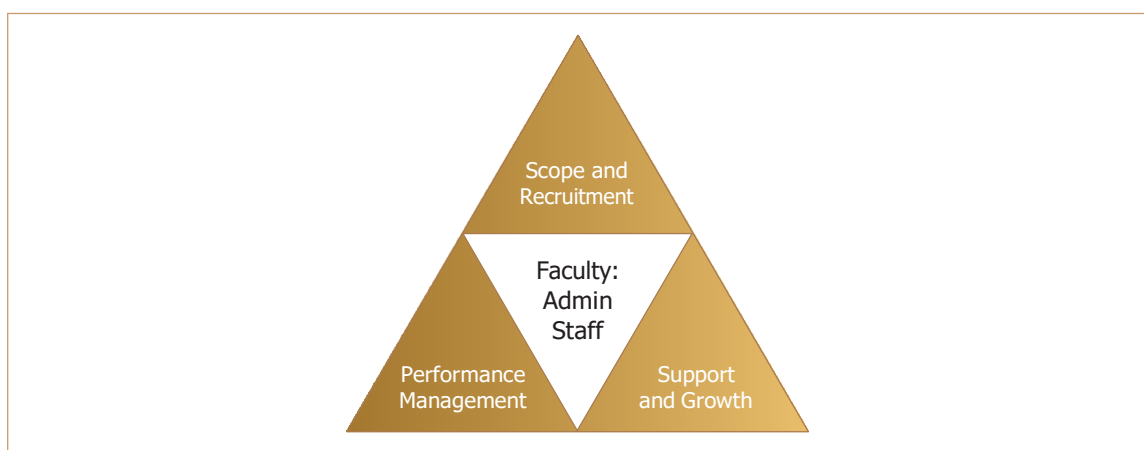 Scope and
Recruitment
Faculty:
Admin
Staff
Performance
Management
Support
and Growth